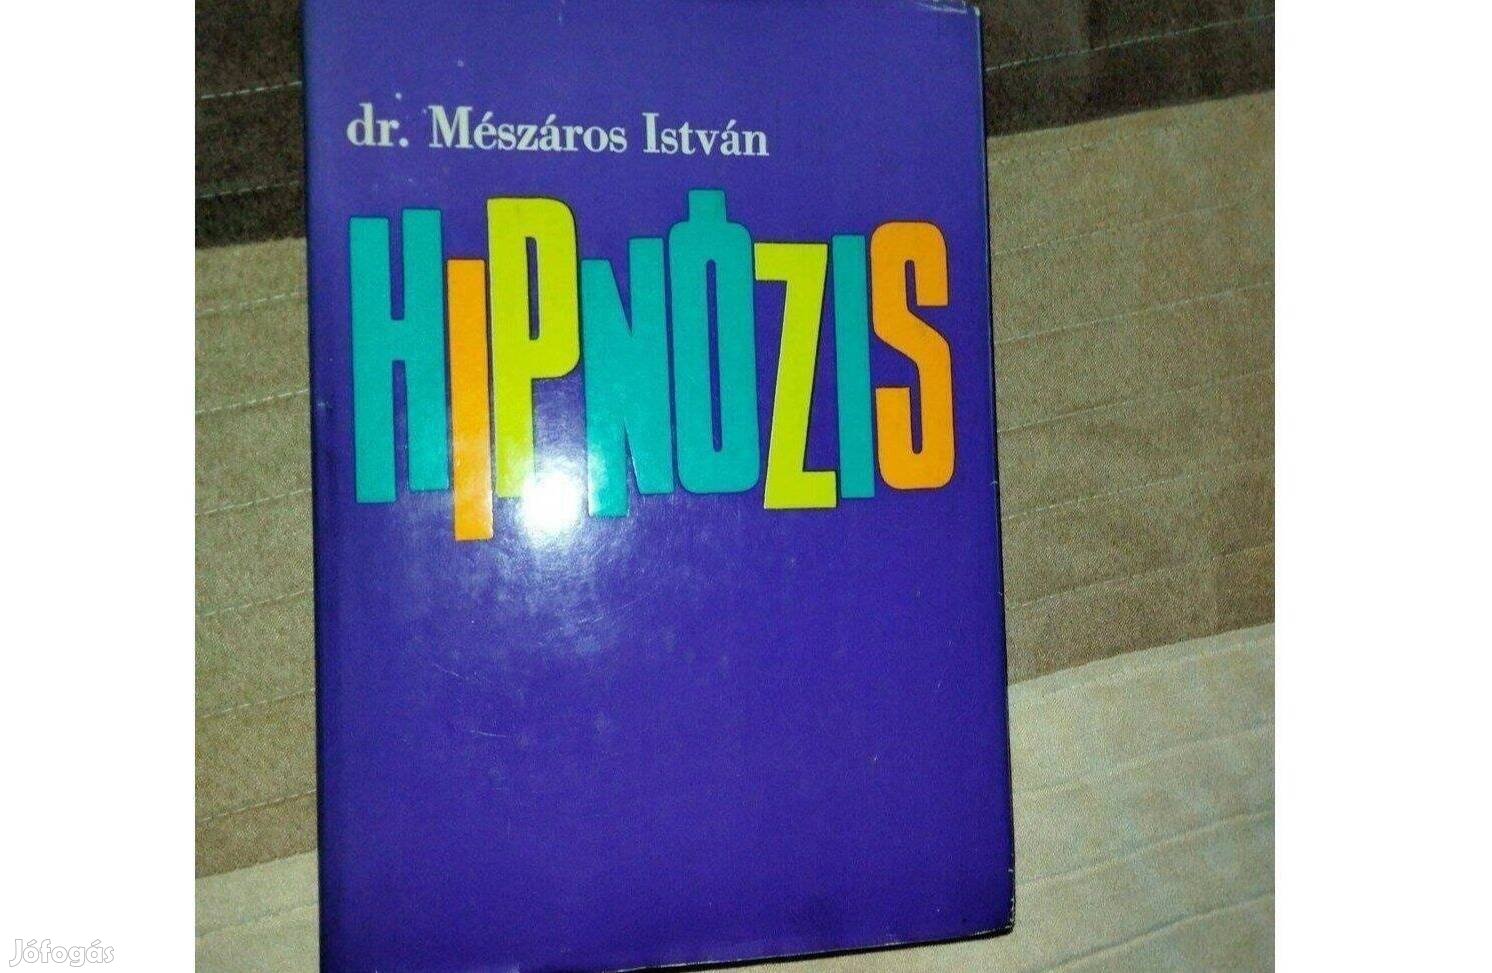 dr. Mészáros István
HIPNÓZIS
Jófogás